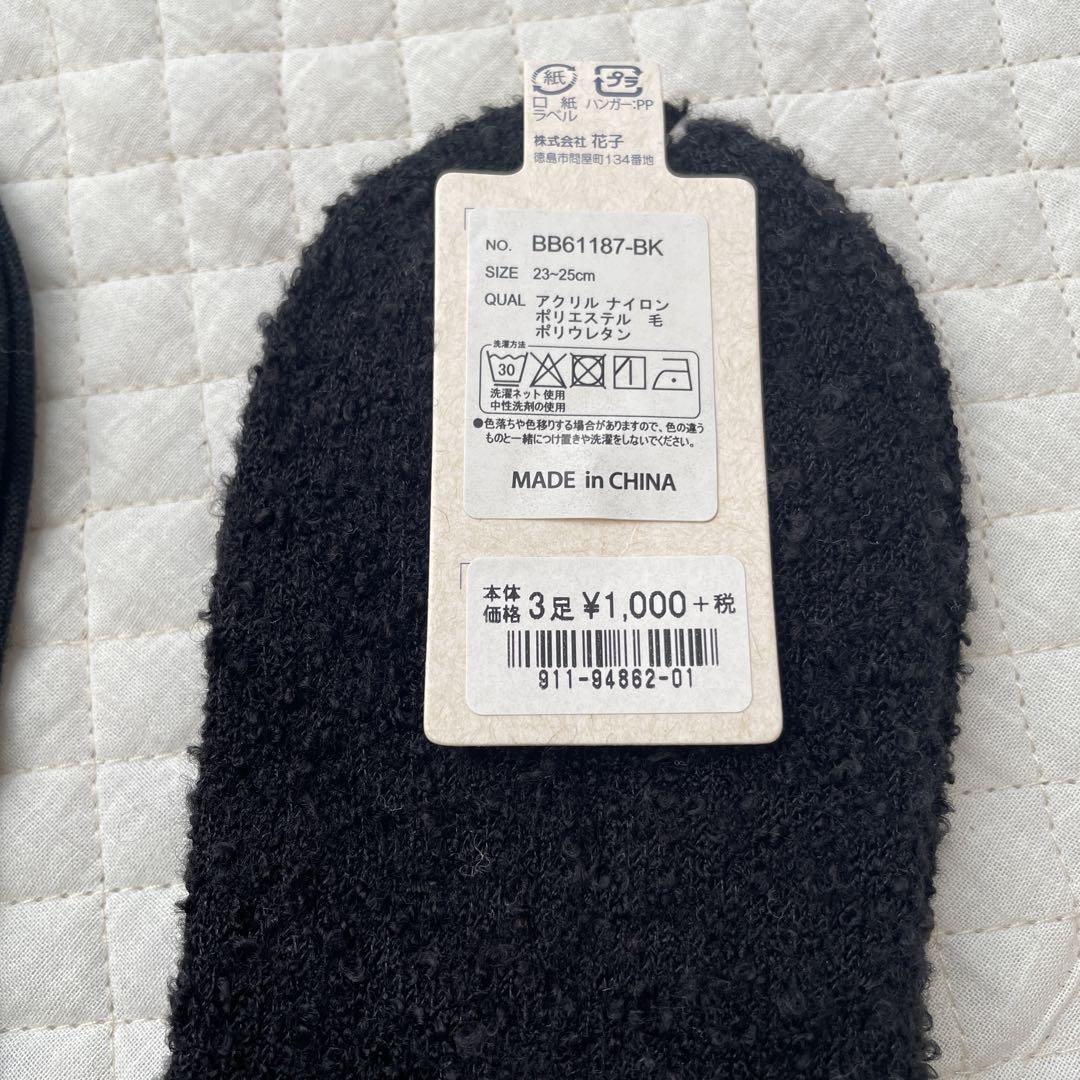 紙 プラ
口 紙 ハンガー:PP
ラベル
株式会社 花子
徳島市問屋町134番地
NO. BB61187-BK
SIZE 23~25cm
QUAL アクリル ナイロン
ポリエステル 毛
ポリウレタン
洗濯方法
30
洗濯ネット使用
中性洗剤の使用
●色落ちや色移りする場合がありますので、色の違う
ものと一緒につけ置きや洗濯をしないでください。
MADE in CHINA
本体
価格 3足 ¥1,000+税
911-94862-01